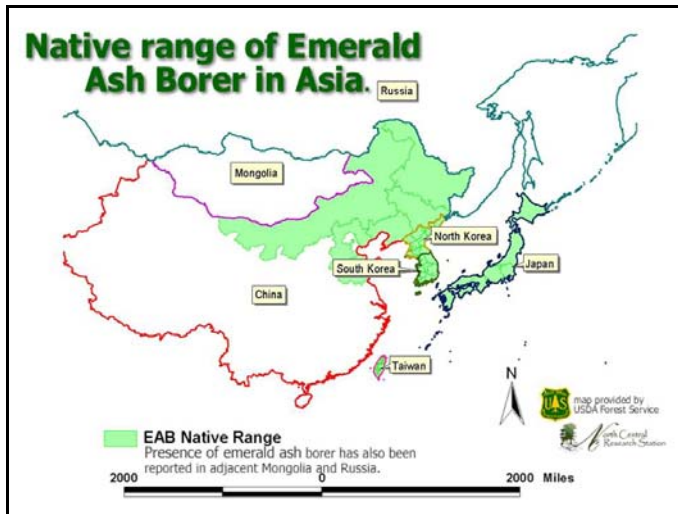 Native range of Emerald
Ash Borer in Asia.
Russia
Mongolia
North Korea
South Korea
Japan
China
Taiwan
N
UAS
map provided by
USDA Forest Service
North Central
Research Station
EAB Native Range
Presence of emerald ash borer has also been
reported in adjacent Mongolia and Russia.
2000 0 2000 Miles